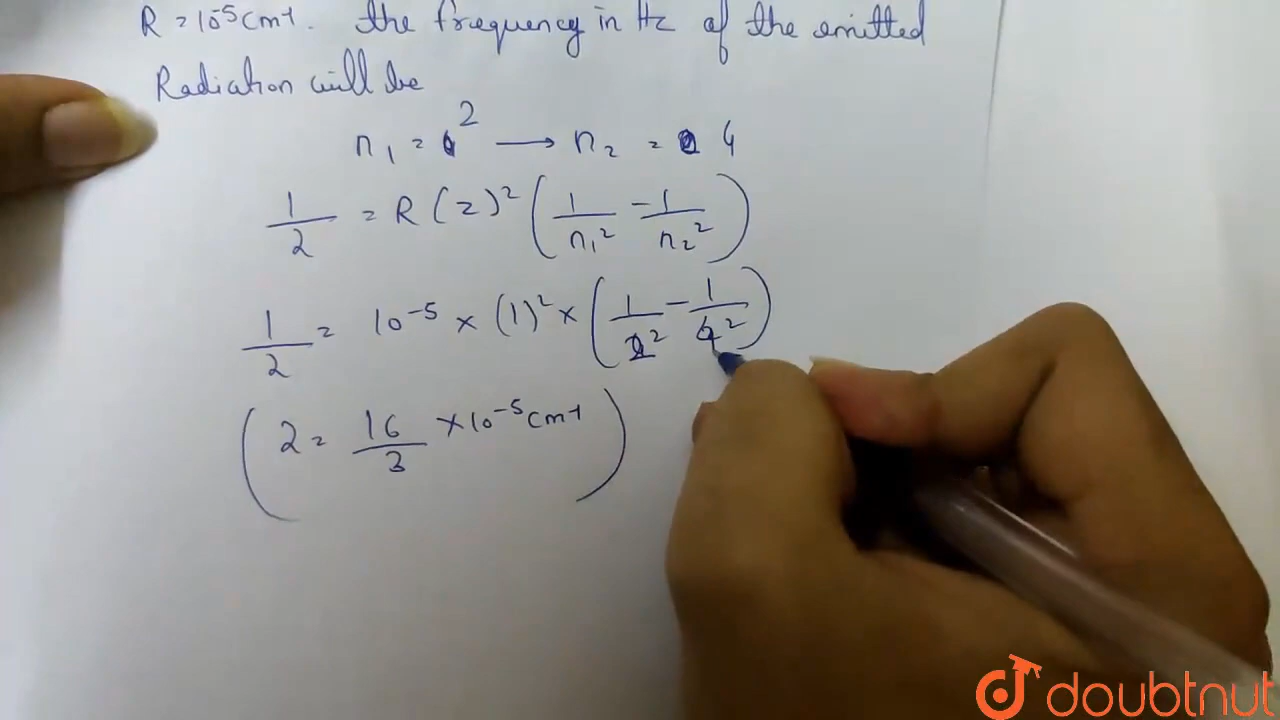 R = 10⁻⁵ cm⁻¹. the frequency in Hz of the emitted
Radiation will be
n₁ = 2 ⟶ n₂ = 4
1/λ = R (z)² (1/n₁² − 1/n₂²)
1/λ = 10⁻⁵ × (1)² × (1/2² − 1/4²)
(λ = 16/3 × 10⁻⁵ cm⁻¹)
doubtnut